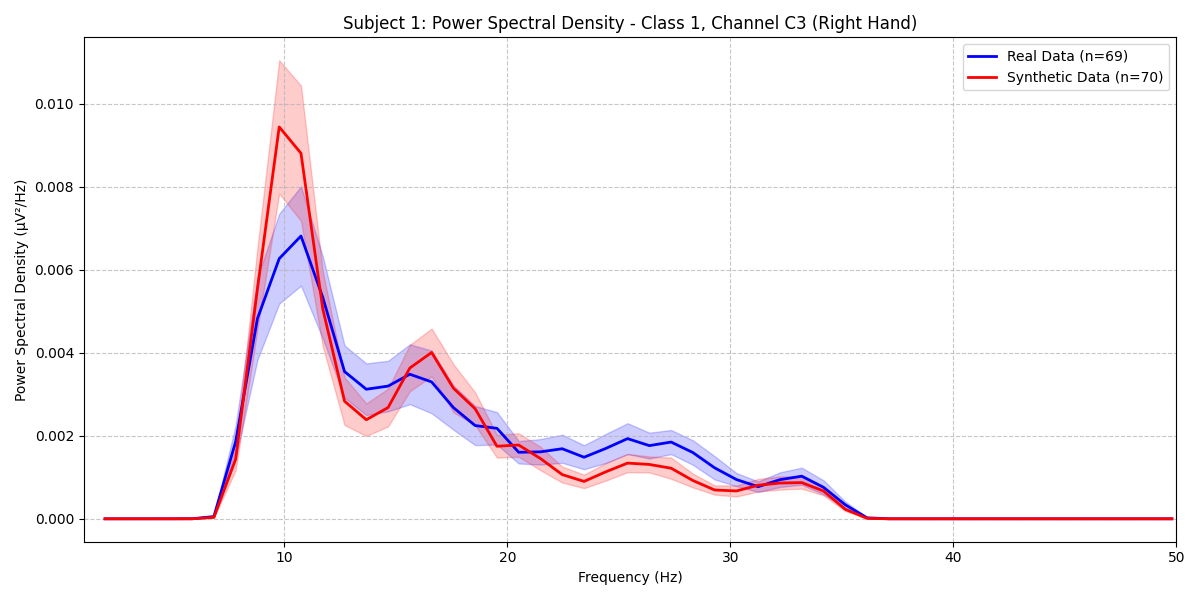 Subject 1: Power Spectral Density - Class 1, Channel C3 (Right Hand)
Real Data (n=69)
Synthetic Data (n=70)
Power Spectral Density (μV²/Hz)
0.010
0.008
0.006
0.004
0.002
0.000
10
20
30
40
50
Frequency (Hz)